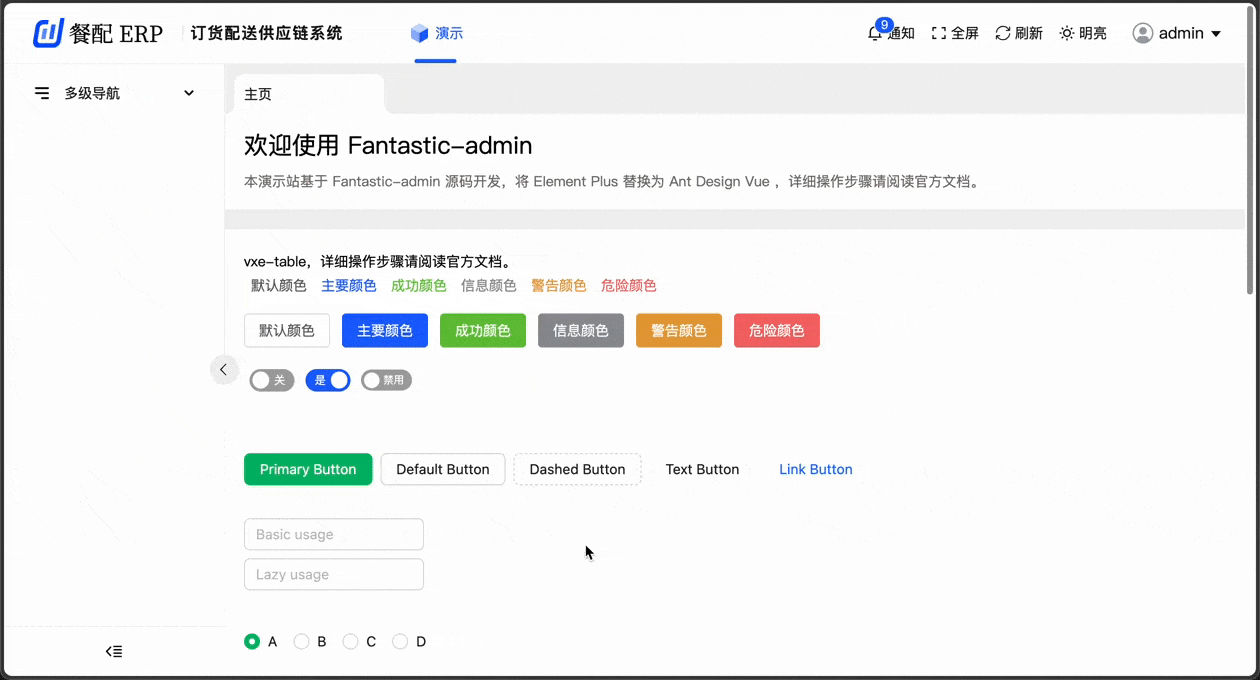 餐配 ERP 订货配送供应链系统 演示 9 通知 全屏 刷新 明亮 admin
多级导航 主页
欢迎使用 Fantastic-admin
本演示站基于 Fantastic-admin 源码开发，将 Element Plus 替换为 Ant Design Vue ，详细操作步骤请阅读官方文档。
vxe-table，详细操作步骤请阅读官方文档。
默认颜色 主要颜色 成功颜色 信息颜色 警告颜色 危险颜色
默认颜色 主要颜色 成功颜色 信息颜色 警告颜色 危险颜色
关 是 禁用
Primary Button Default Button Dashed Button Text Button Link Button
Basic usage
Lazy usage
A B C D